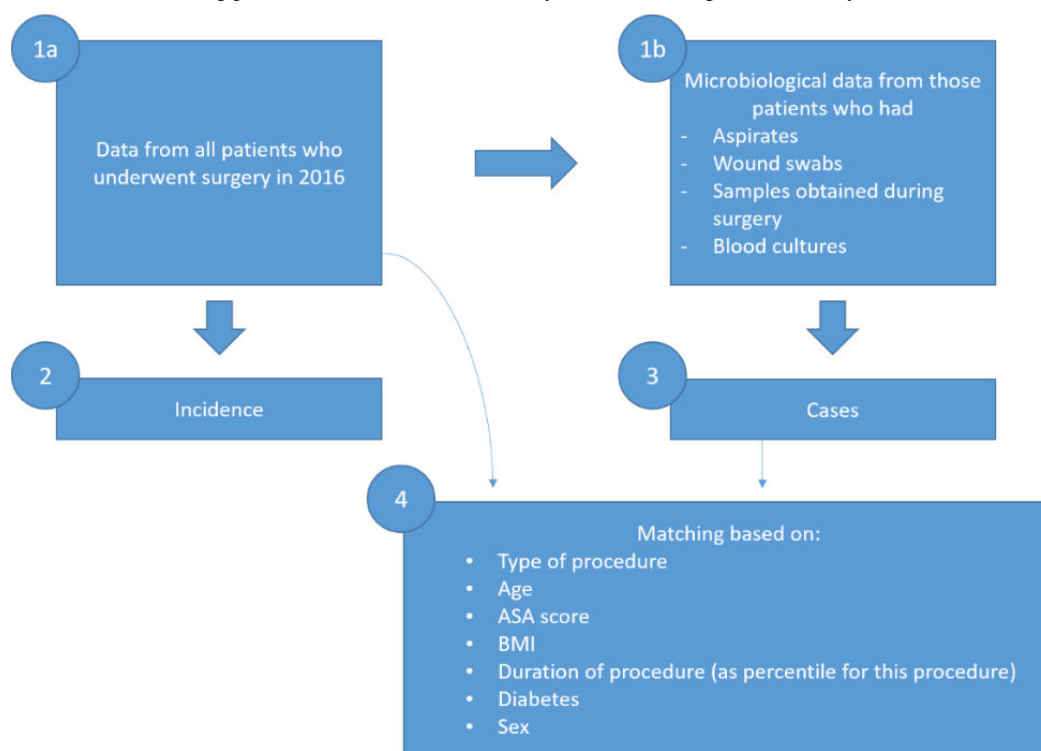 1a
Data from all patients who
underwent surgery in 2016
1b
Microbiological data from those
patients who had
- Aspirates
- Wound swabs
- Samples obtained during
surgery
- Blood cultures
2
Incidence
3
Cases
4
Matching based on:
• Type of procedure
• Age
• ASA score
• BMI
• Duration of procedure (as percentile for this procedure)
• Diabetes
• Sex